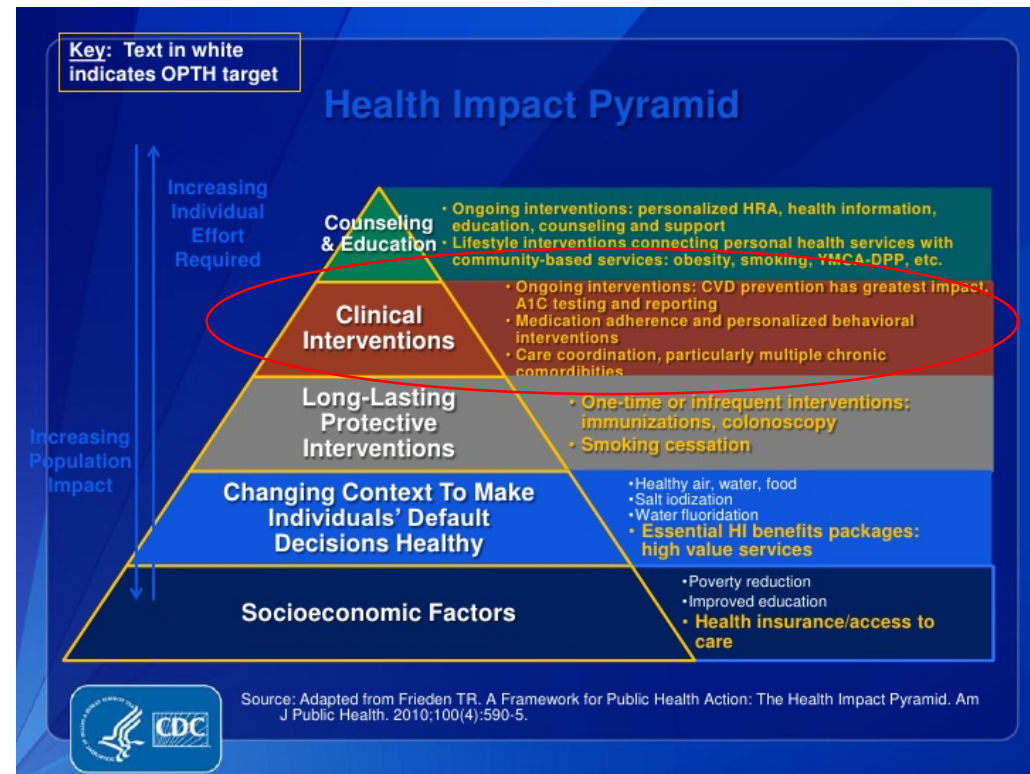 Key: Text in white
indicates OPTH target
Health Impact Pyramid
Increasing
Individual
Effort
Required
Increasing
Population
Impact
Counseling
& Education
• Ongoing interventions: personalized HRA, health information,
education, counseling and support
• Lifestyle interventions connecting personal health services with
community-based services: obesity, smoking, YMCA-DPP, etc.
Clinical
Interventions
• Ongoing interventions: CVD prevention has greatest impact,
A1C testing and reporting
• Medication adherence and personalized behavioral
interventions
• Care coordination, particularly multiple chronic
comordibities
Long-Lasting
Protective
Interventions
• One-time or infrequent interventions:
immunizations, colonoscopy
• Smoking cessation
Changing Context To Make
Individuals' Default
Decisions Healthy
•Healthy air, water, food
•Salt iodization
•Water fluoridation
• Essential HI benefits packages:
high value services
Socioeconomic Factors
•Poverty reduction
•Improved education
• Health insurance/access to
care
CDC
Source: Adapted from Frieden TR. A Framework for Public Health Action: The Health Impact Pyramid. Am
J Public Health. 2010;100(4):590-5.